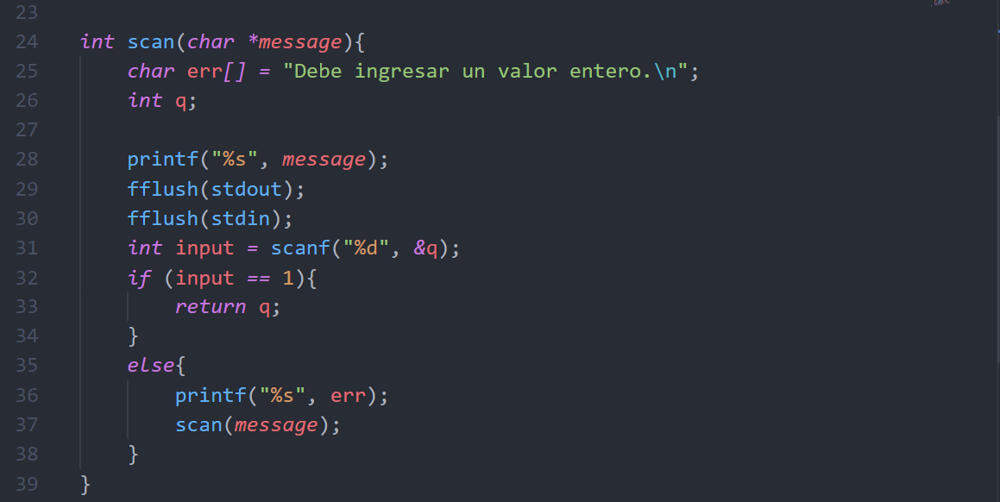 23
24 int scan(char *message){
25 char err[] = "Debe ingresar un valor entero.\n";
26 int q;
27
28 printf("%s", message);
29 fflush(stdout);
30 fflush(stdin);
31 int input = scanf("%d", &q);
32 if (input == 1){
33 return q;
34 }
35 else{
36 printf("%s", err);
37 scan(message);
38 }
39 }